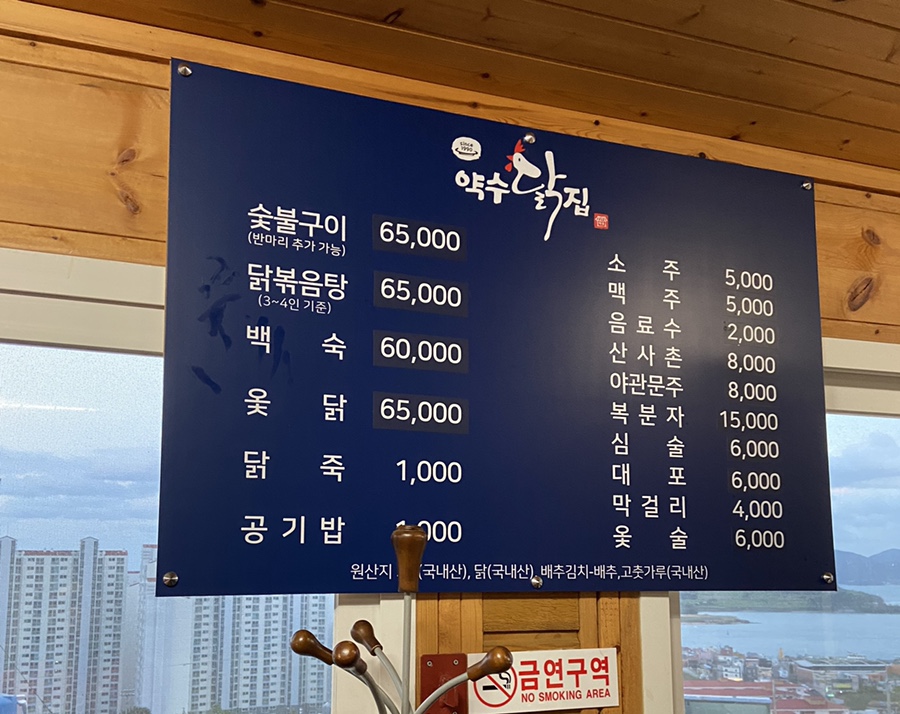 since
1990
약수닭집
숯불구이 65,000
(반마리 추가 가능)
닭볶음탕 65,000
(3~4인 기준)
백 숙 60,000
옻 닭 65,000
닭 죽 1,000
공 기 밥
소 주 5,000
맥 주 5,000
음 료 수 2,000
산 사 촌 8,000
야관문주 8,000
복 분 자 15,000
심 술 6,000
대 포 6,000
막 걸 리 4,000
옻 술 6,000
원산지 (국내산), 닭(국내산), 배추김치-배추,고춧가루(국내산)
금연구역
NO SMOKING AREA